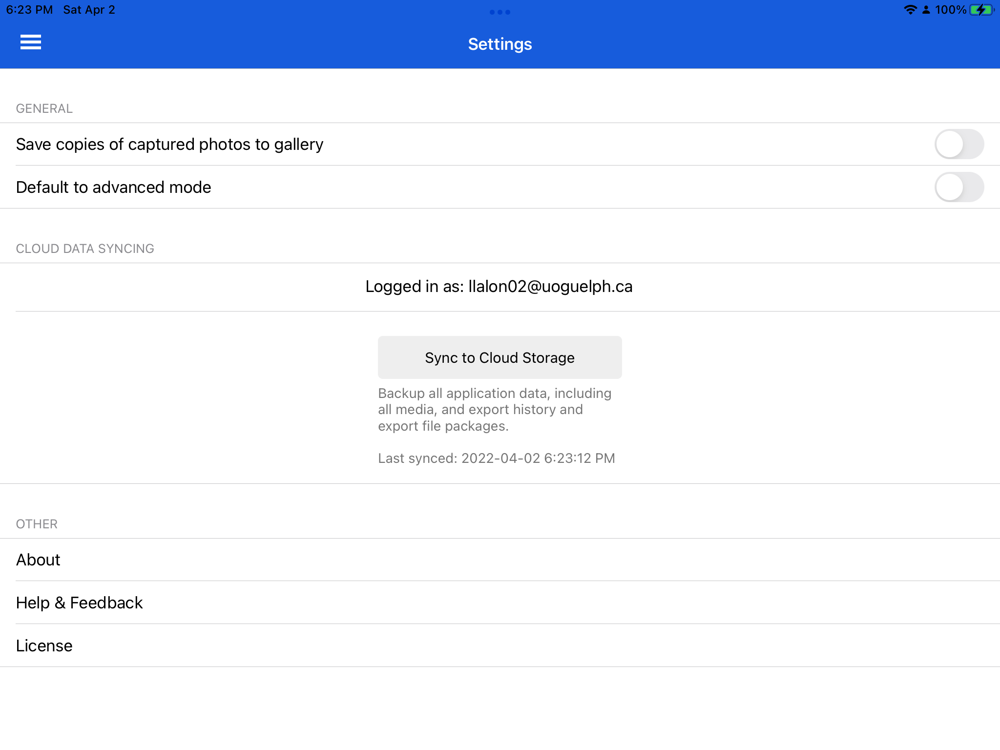 6:23 PM Sat Apr 2
100%
Settings
GENERAL
Save copies of captured photos to gallery
Default to advanced mode
CLOUD DATA SYNCING
Logged in as: llalon02@uoguelph.ca
Sync to Cloud Storage
Backup all application data, including
all media, and export history and
export file packages.
Last synced: 2022-04-02 6:23:12 PM
OTHER
About
Help & Feedback
License